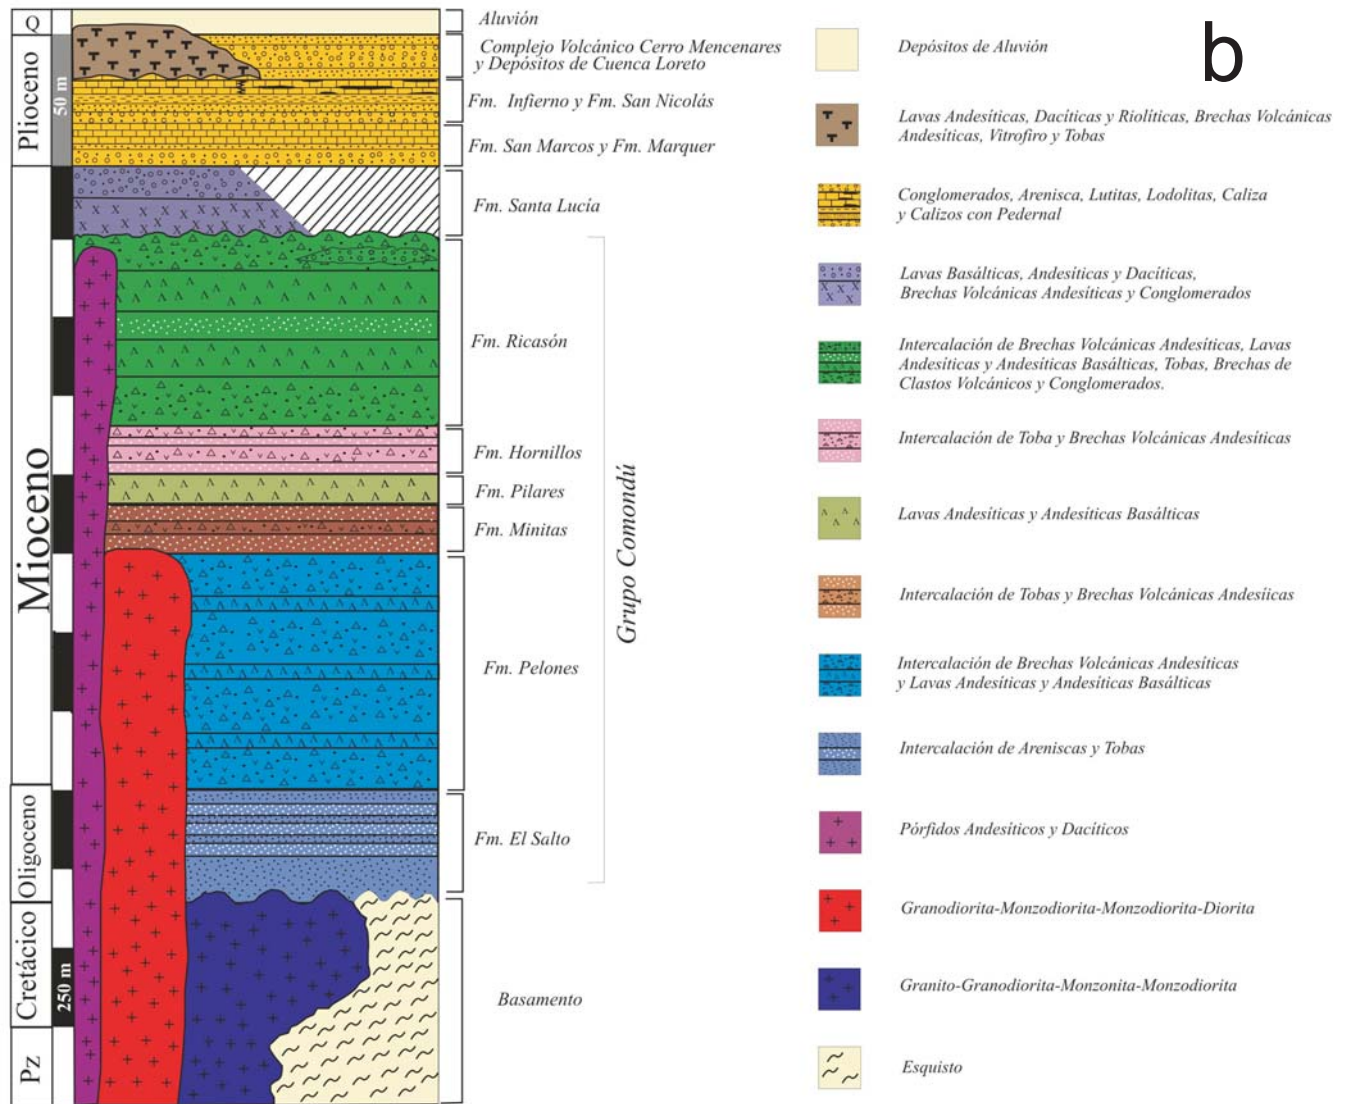 b
Q
Plioceno
Mioceno
Oligoceno
Cretácico
Pz
50 m
250 m
Aluvión
Complejo Volcánico Cerro Mencenares
y Depósitos de Cuenca Loreto
Fm. Infierno y Fm. San Nicolás
Fm. San Marcos y Fm. Marquer
Fm. Santa Lucía
Fm. Ricasón
Fm. Hornillos
Fm. Pilares
Fm. Minitas
Fm. Pelones
Fm. El Salto
Basamento
Grupo Comondú
Depósitos de Aluvión
Lavas Andesíticas, Dacíticas y Riolíticas, Brechas Volcánicas
Andesíticas, Vitrofiro y Tobas
Conglomerados, Arenisca, Lutitas, Lodolitas, Caliza
y Calizos con Pedernal
Lavas Basálticas, Andesíticas y Dacíticas,
Brechas Volcánicas Andesíticas y Conglomerados
Intercalación de Brechas Volcánicas Andesíticas, Lavas
Andesíticas y Andesíticas Basálticas, Tobas, Brechas de
Clastos Volcánicos y Conglomerados.
Intercalación de Toba y Brechas Volcánicas Andesíticas
Lavas Andesíticas y Andesíticas Basálticas
Intercalación de Tobas y Brechas Volcánicas Andesíicas
Intercalación de Brechas Volcánicas Andesíticas
y Lavas Andesíticas y Andesíticas Basálticas
Intercalación de Areniscas y Tobas
Pórfidos Andesíticos y Dacíticos
Granodiorita-Monzodiorita-Monzodiorita-Diorita
Granito-Granodiorita-Monzonita-Monzodiorita
Esquisto